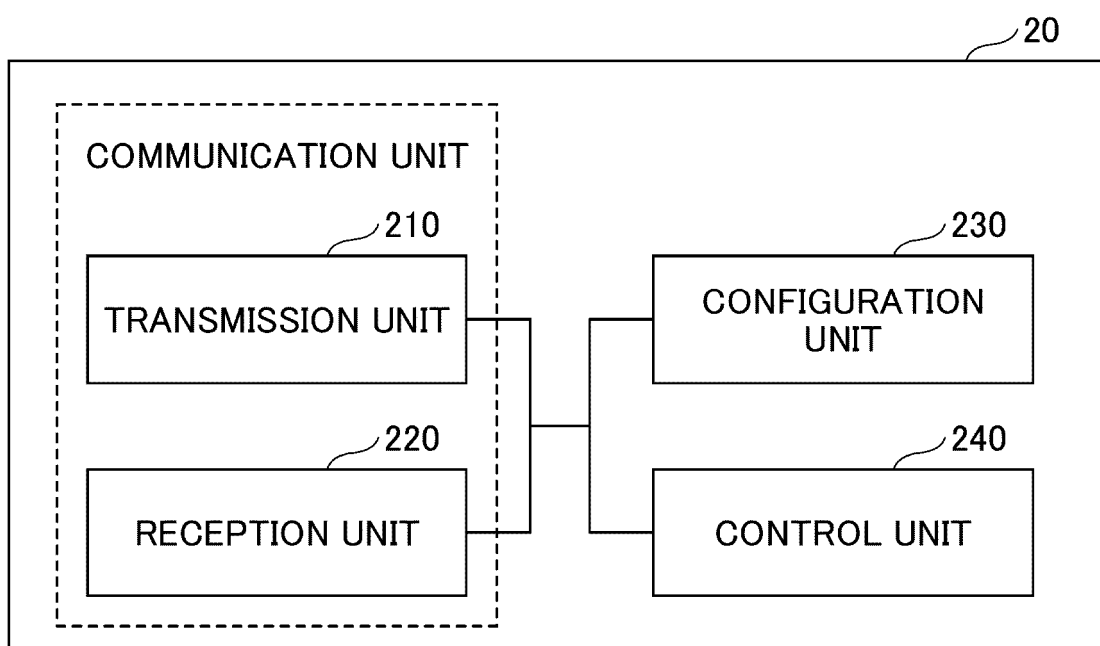 20
COMMUNICATION UNIT
210
TRANSMISSION UNIT
220
RECEPTION UNIT
230
CONFIGURATION
UNIT
240
CONTROL UNIT